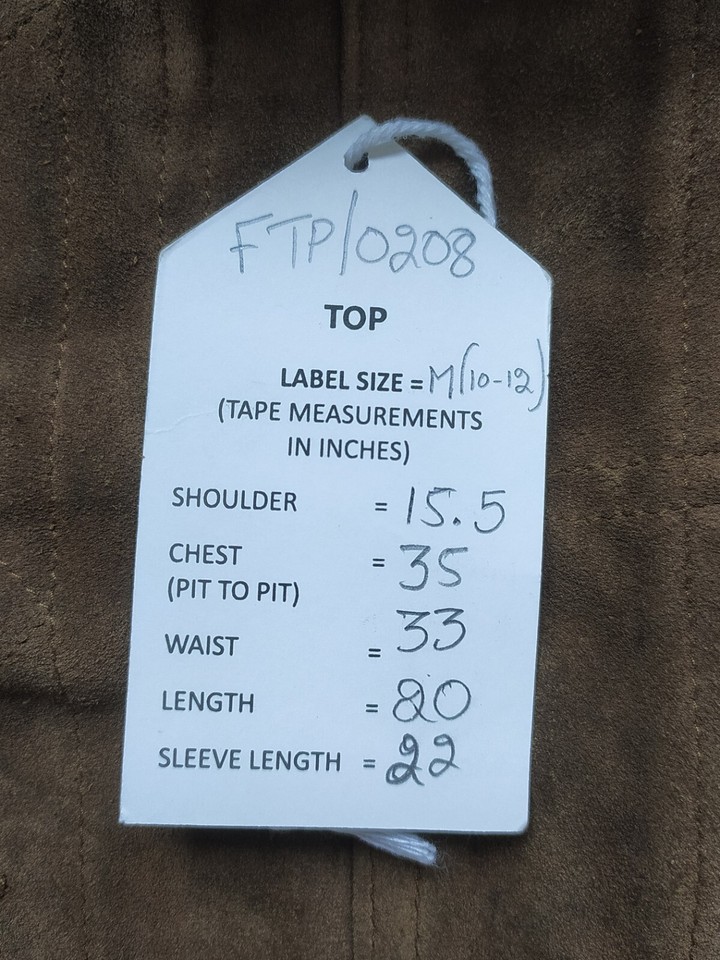 FTP/0208
TOP
LABEL SIZE = M(10-12)
(TAPE MEASUREMENTS
IN INCHES)
SHOULDER = 15.5
CHEST = 35
(PIT TO PIT)
WAIST = 33
LENGTH = 20
SLEEVE LENGTH = 22